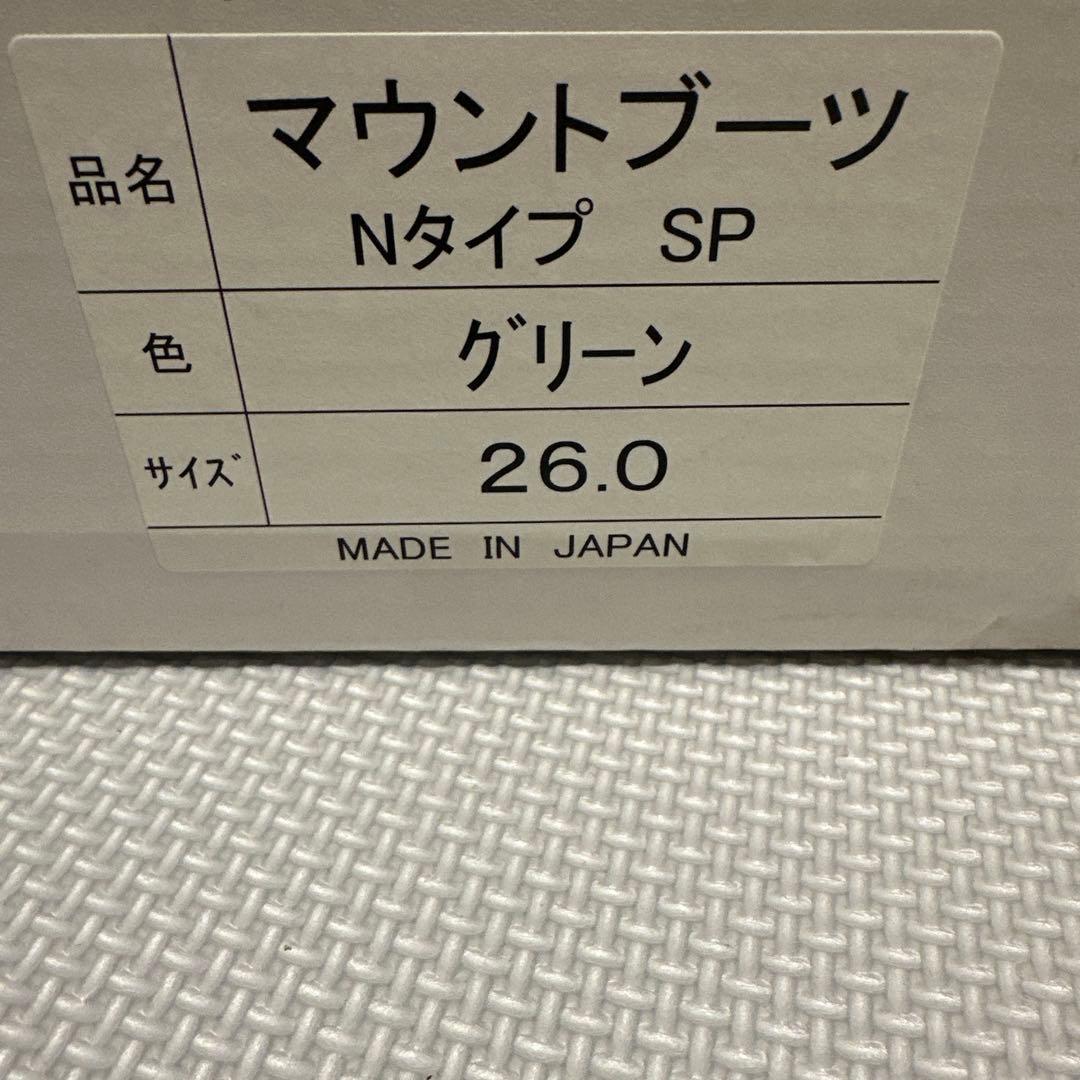 品名 マウントブーツ
Nタイプ SP
色 グリーン
サイズ 26.0
MADE IN JAPAN